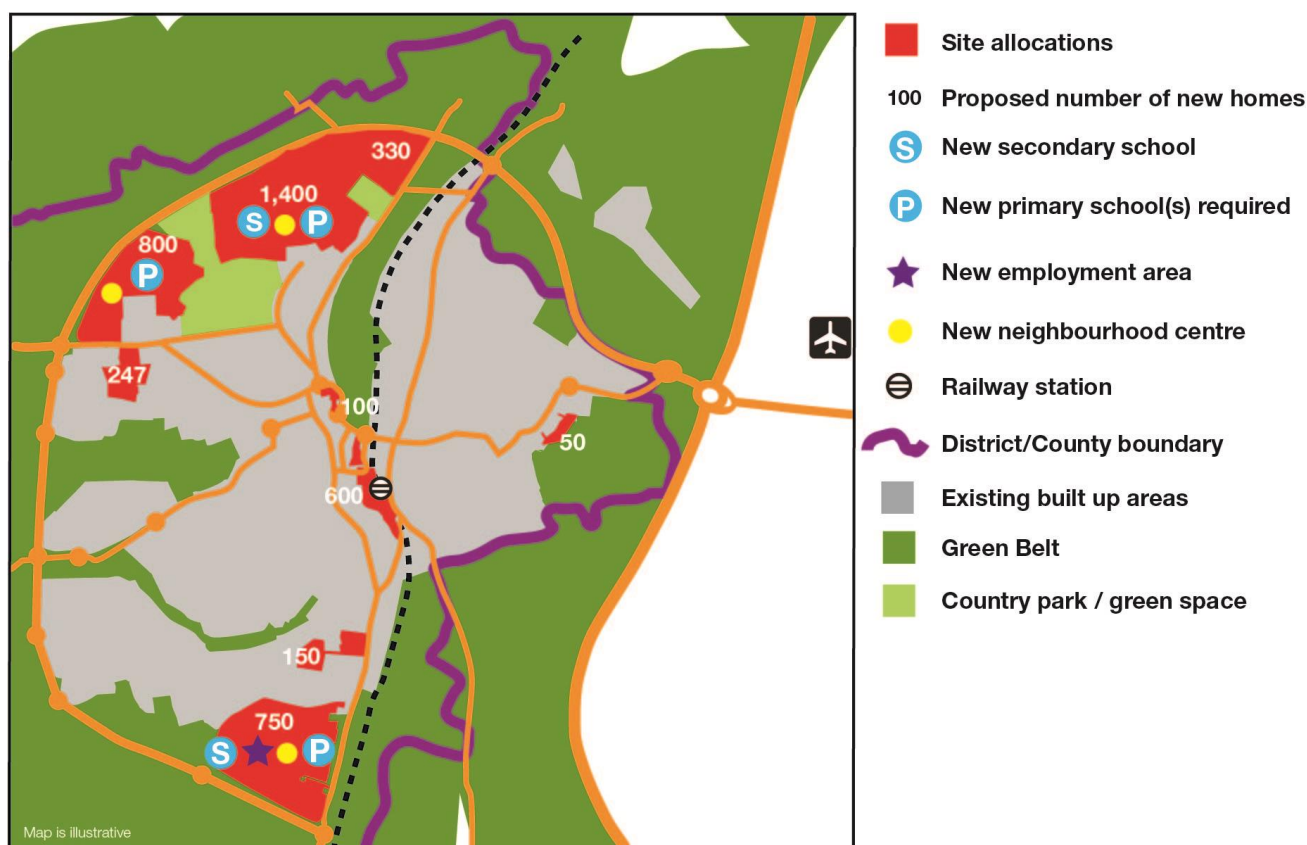 330
1,400
S
P
800
P
247
100
50
600
150
750
S
P
Map is illustrative
Site allocations
100 Proposed number of new homes
S New secondary school
P New primary school(s) required
New employment area
New neighbourhood centre
Railway station
District/County boundary
Existing built up areas
Green Belt
Country park / green space